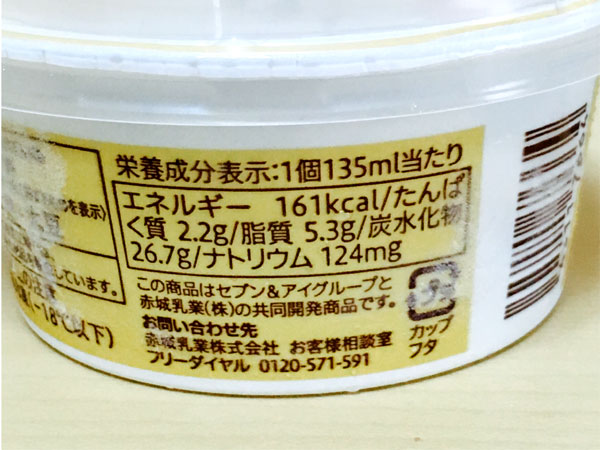 栄養成分表示:1個135ml当たり
エネルギー 161kcal/たんぱ
く質 2.2g/脂質 5.3g/炭水化物
26.7g/ナトリウム 124mg
この商品はセブン&アイグループと
赤城乳業(株)の共同開発商品です。
お問い合わせ先
赤城乳業株式会社 お客様相談室
フリーダイヤル 0120-571-591
プラ
カップ
フタ
を表示〉
しています。
(-18℃以下)